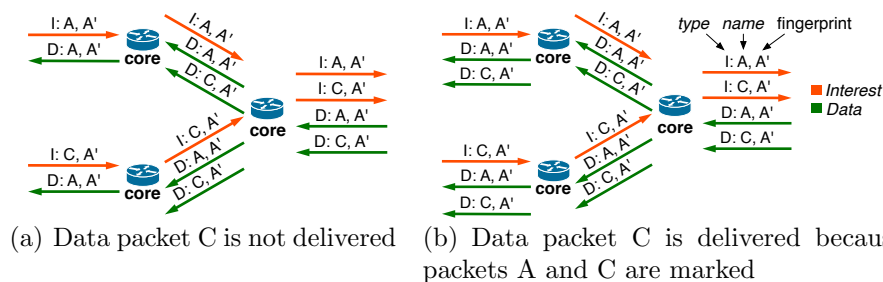 I: A, A'
D: A, A'
core
I: A, A'
D: A, A'
D: C, A'
I: A, A'
I: C, A'
D: A, A'
D: C, A'
core
I: C, A'
D: A, A'
core
I: C, A'
D: A, A'
D: C, A'
(a) Data packet C is not delivered
I: A, A'
D: A, A'
D: C, A'
core
I: A, A'
D: A, A'
D: C, A'
type name fingerprint
I: A, A'
I: C, A'
D: A, A'
D: C, A'
core
Interest
Data
I: C, A'
D: A, A'
D: C, A'
core
I: C, A'
D: A, A'
D: C, A'
(b) Data packet C is delivered becau
packets A and C are marked